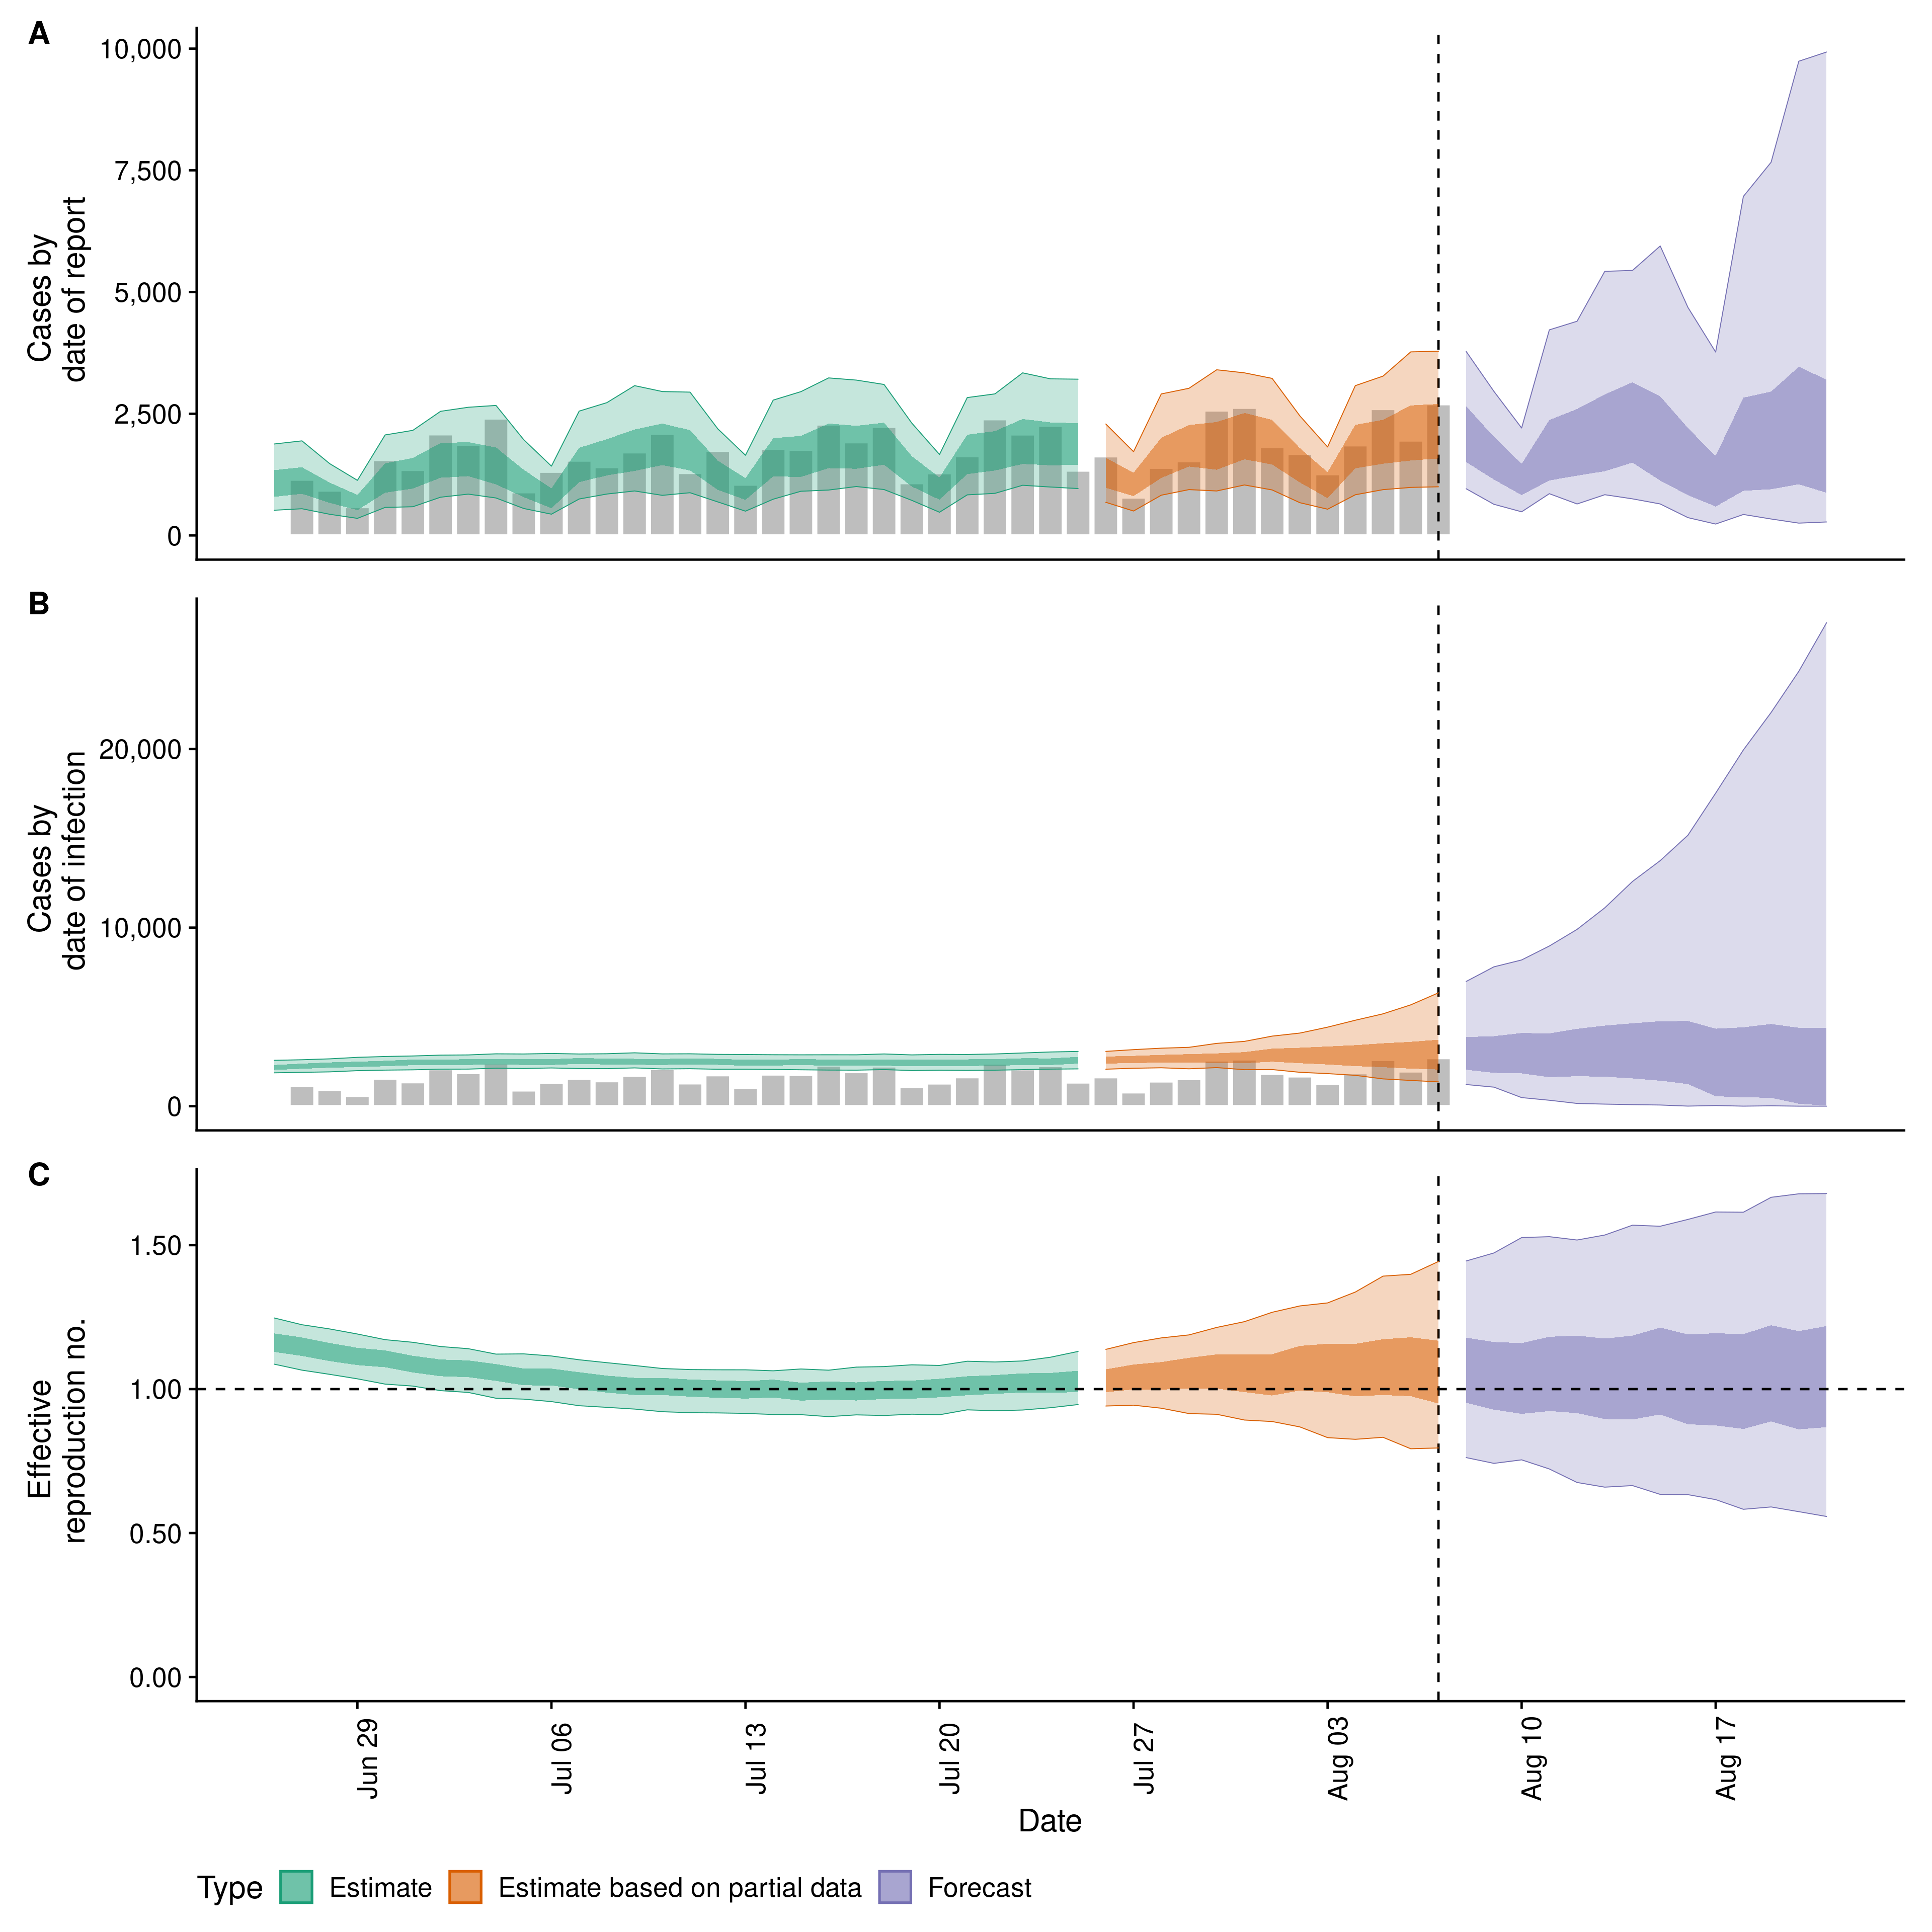 A
10,000
7,500
5,000
2,500
0
Cases by
date of report
B
20,000
10,000
0
Cases by
date of infection
C
1.50
1.00
0.50
0.00
Effective
reproduction no.
Jun 29
Jul 06
Jul 13
Jul 20
Jul 27
Aug 03
Aug 10
Aug 17
Date
Type Estimate Estimate based on partial data Forecast